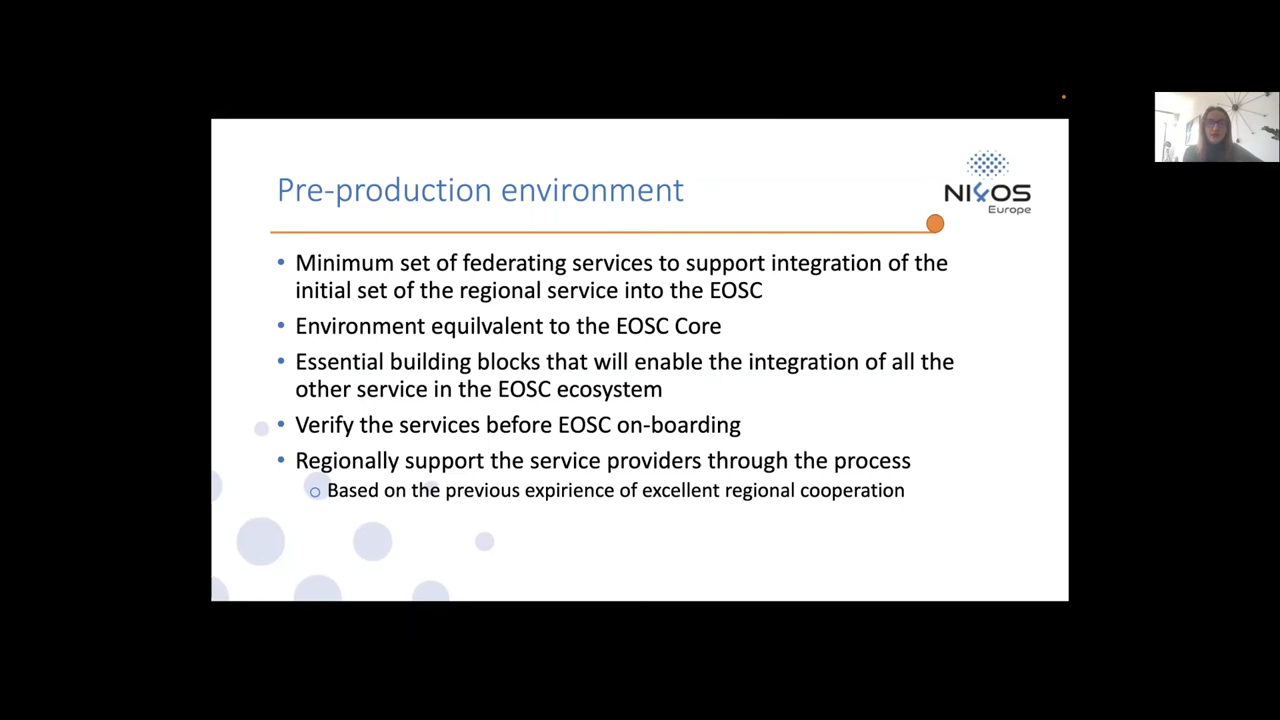 Pre-production environment
NI4OS
Europe
• Minimum set of federating services to support integration of the
initial set of the regional service into the EOSC
• Environment equilvalent to the EOSC Core
• Essential building blocks that will enable the integration of all the
other service in the EOSC ecosystem
• Verify the services before EOSC on-boarding
• Regionally support the service providers through the process
o Based on the previous expirience of excellent regional cooperation